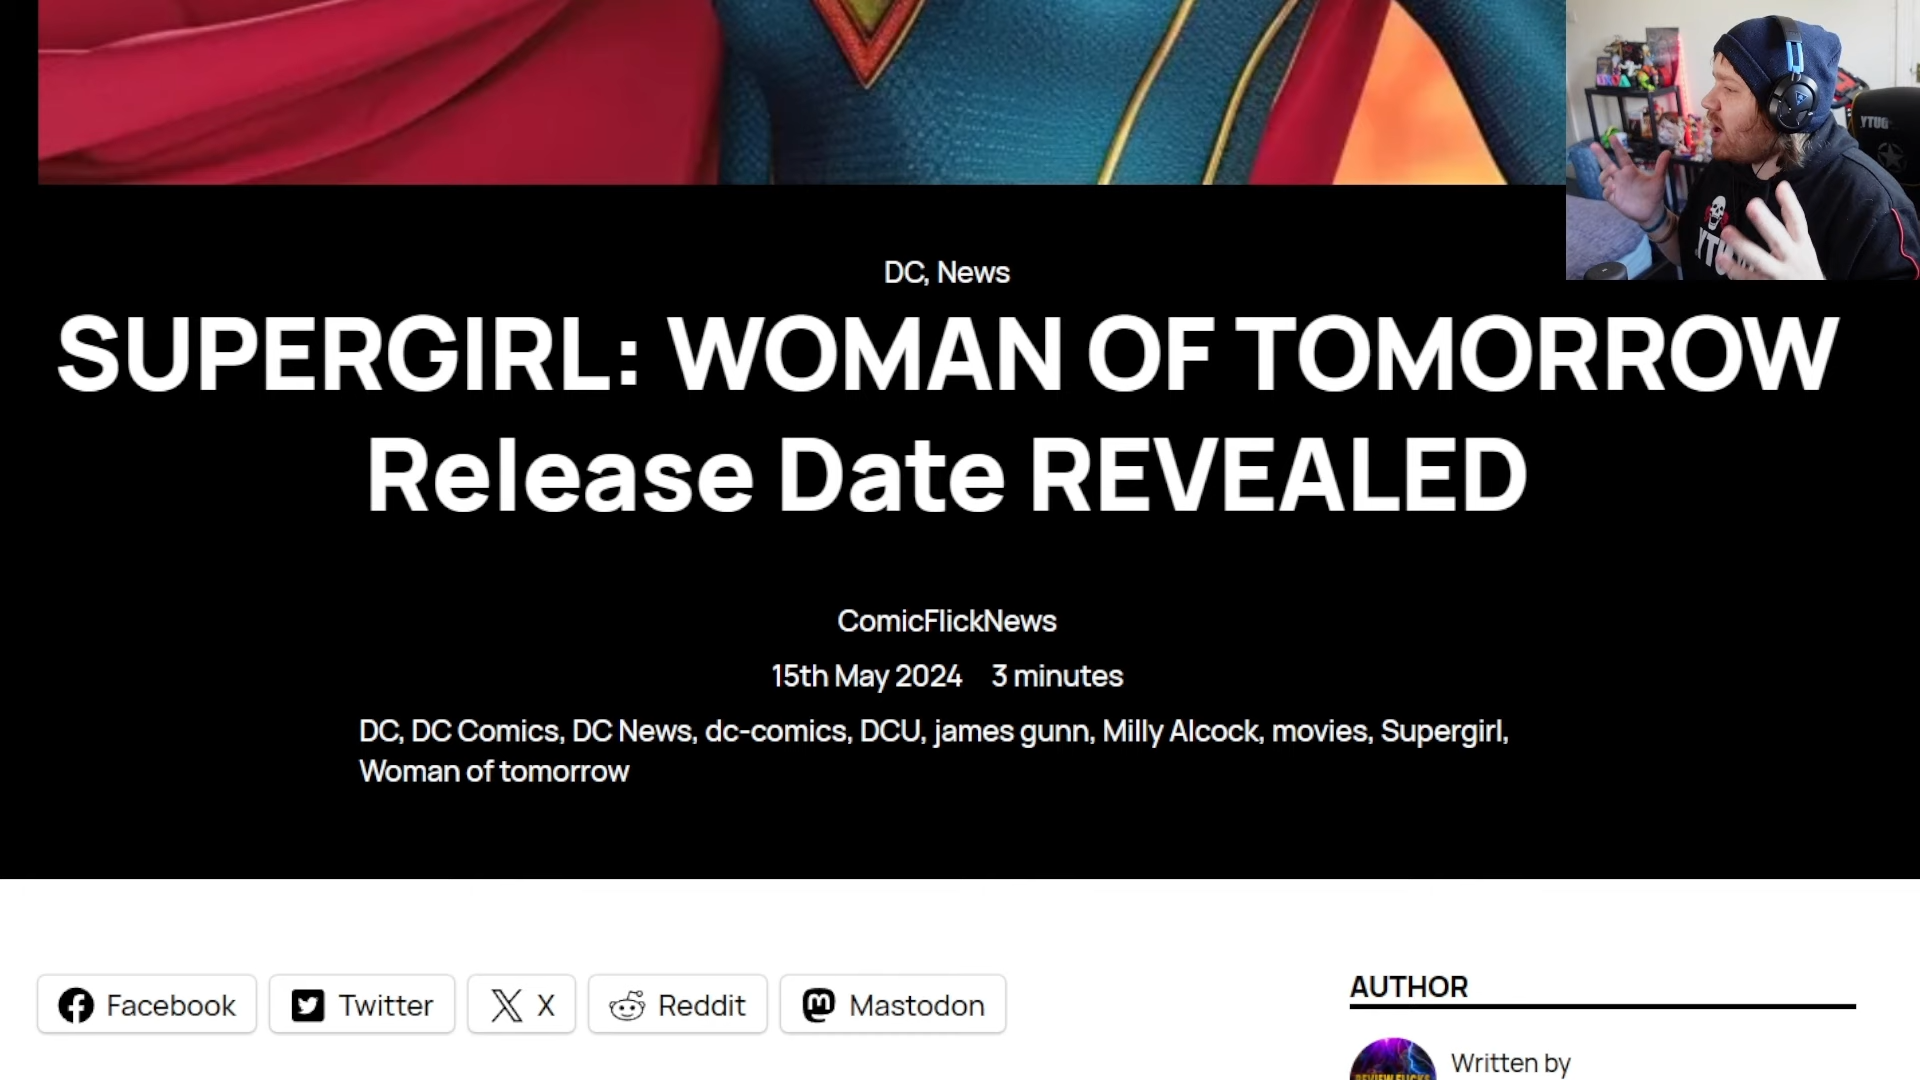 DC, News
SUPERGIRL: WOMAN OF TOMORROW
Release Date REVEALED
ComicFlickNews
15th May 2024 3 minutes
DC, DC Comics, DC News, dc-comics, DCU, james gunn, Milly Alcock, movies, Supergirl,
Woman of tomorrow
Facebook Twitter X Reddit Mastodon
AUTHOR
Written by
REVIEW FLICKS